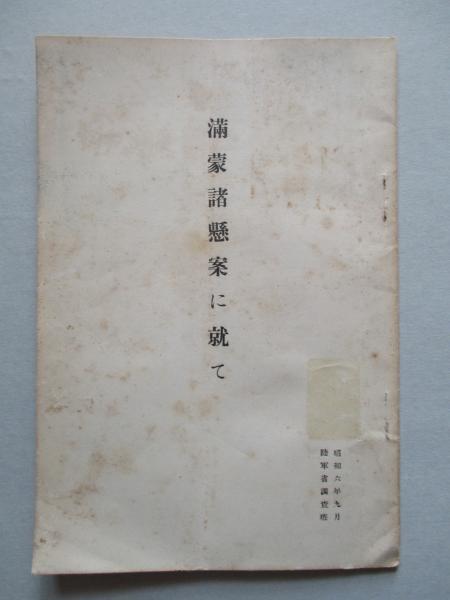 満蒙諸懸案に就て
昭和六年九月
陸軍省調査班